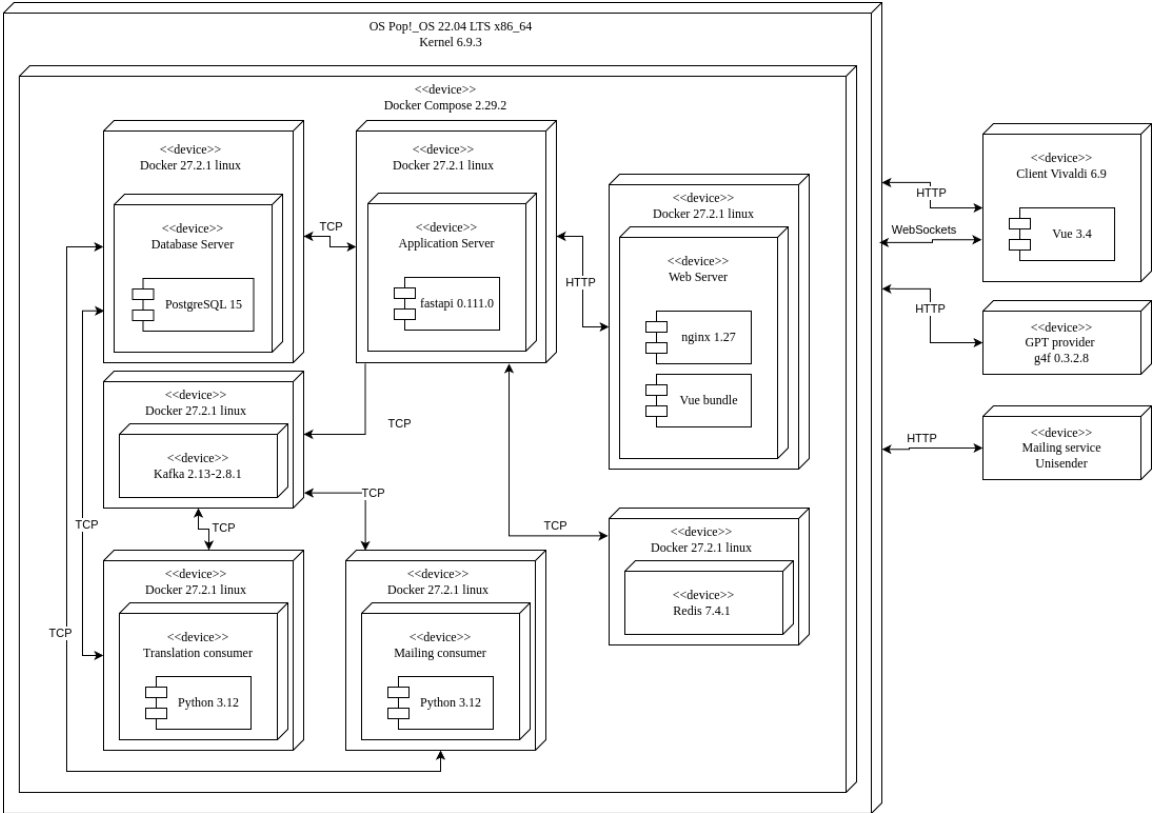 OS Pop!_OS 22.04 LTS x86_64
Kernel 6.9.3
<<device>>
Docker Compose 2.29.2
<<device>>
Docker 27.2.1 linux
<<device>>
Database Server
PostgreSQL 15
TCP
<<device>>
Docker 27.2.1 linux
<<device>>
Application Server
fastapi 0.111.0
HTTP
<<device>>
Docker 27.2.1 linux
<<device>>
Web Server
nginx 1.27
Vue bundle
HTTP
WebSockets
<<device>>
Client Vivaldi 6.9
Vue 3.4
HTTP
<<device>>
GPT provider
g4f 0.3.2.8
HTTP
<<device>>
Mailing service
Unisender
<<device>>
Docker 27.2.1 linux
<<device>>
Kafka 2.13-2.8.1
TCP
TCP
TCP
TCP
TCP
TCP
<<device>>
Docker 27.2.1 linux
<<device>>
Redis 7.4.1
<<device>>
Docker 27.2.1 linux
<<device>>
Translation consumer
Python 3.12
<<device>>
Docker 27.2.1 linux
<<device>>
Mailing consumer
Python 3.12